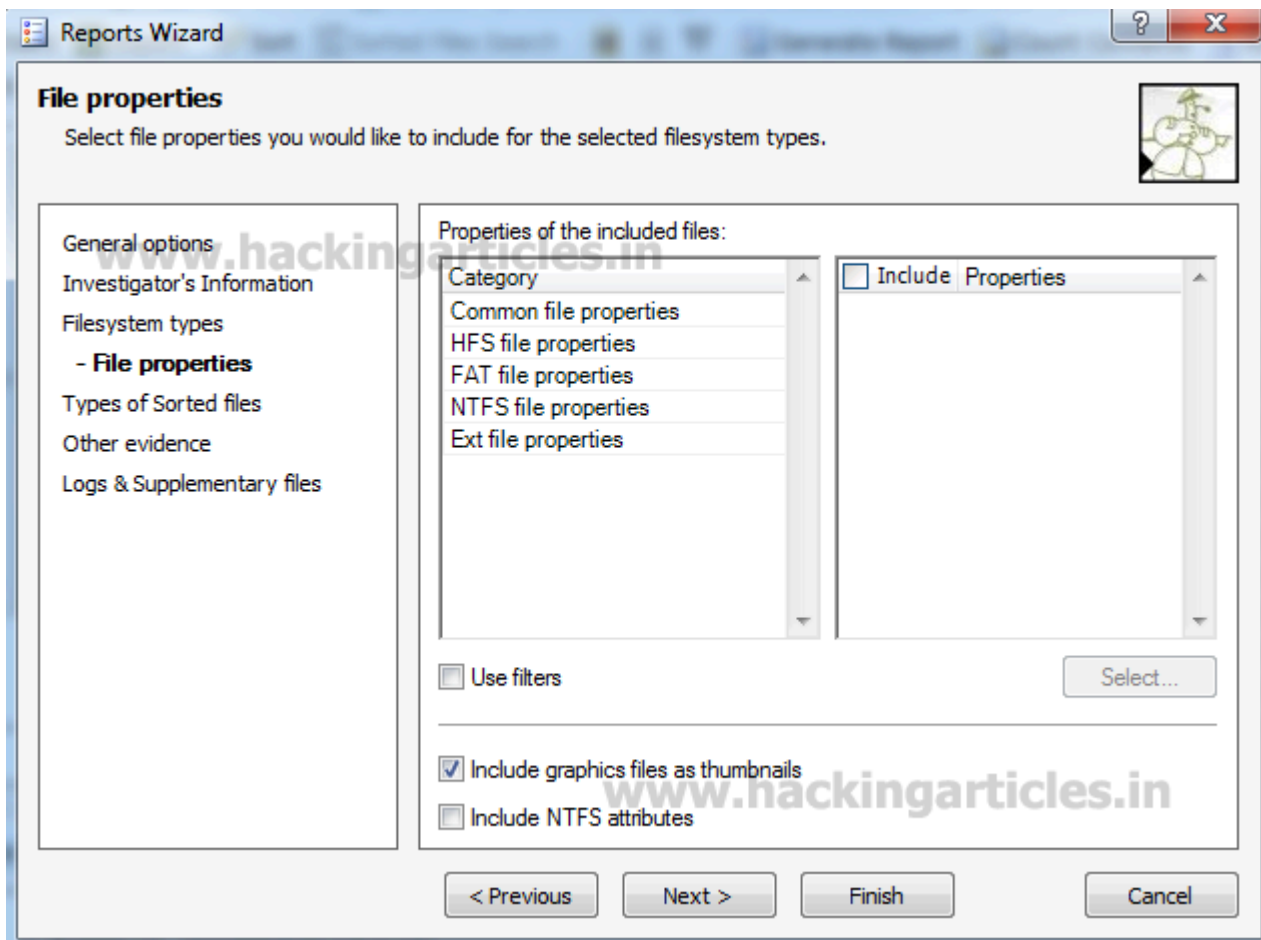 Reports Wizard
File properties
Select file properties you would like to include for the selected filesystem types.
General options
Investigator's Information
Filesystem types
- File properties
Types of Sorted files
Other evidence
Logs & Supplementary files
www.hackingarticles.in
Properties of the included files:
Category
Common file properties
HFS file properties
FAT file properties
NTFS file properties
Ext file properties
Include Properties
Use filters
Select...
Include graphics files as thumbnails
www.hackingarticles.in
Include NTFS attributes
< Previous
Next >
Finish
Cancel